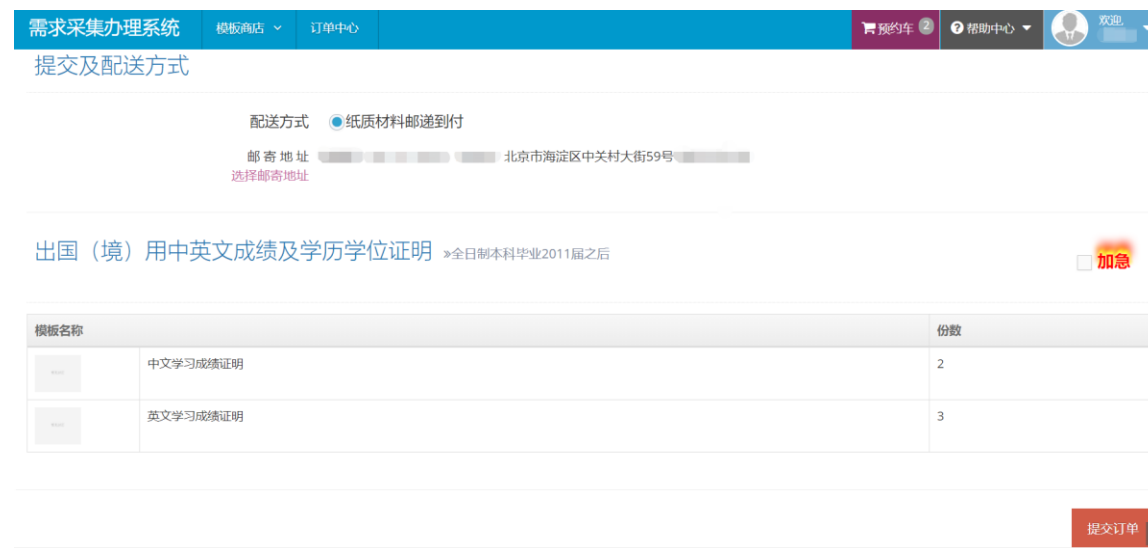 需求采集办理系统 模板商店 订单中心 预约车 2 帮助中心 欢迎,
提交及配送方式
配送方式 纸质材料邮递到付
邮寄地址 北京市海淀区中关村大街59号
选择邮寄地址
出国（境）用中英文成绩及学历学位证明 »全日制本科毕业2011届之后 加急
模板名称 份数
中文学习成绩证明 2
英文学习成绩证明 3
提交订单